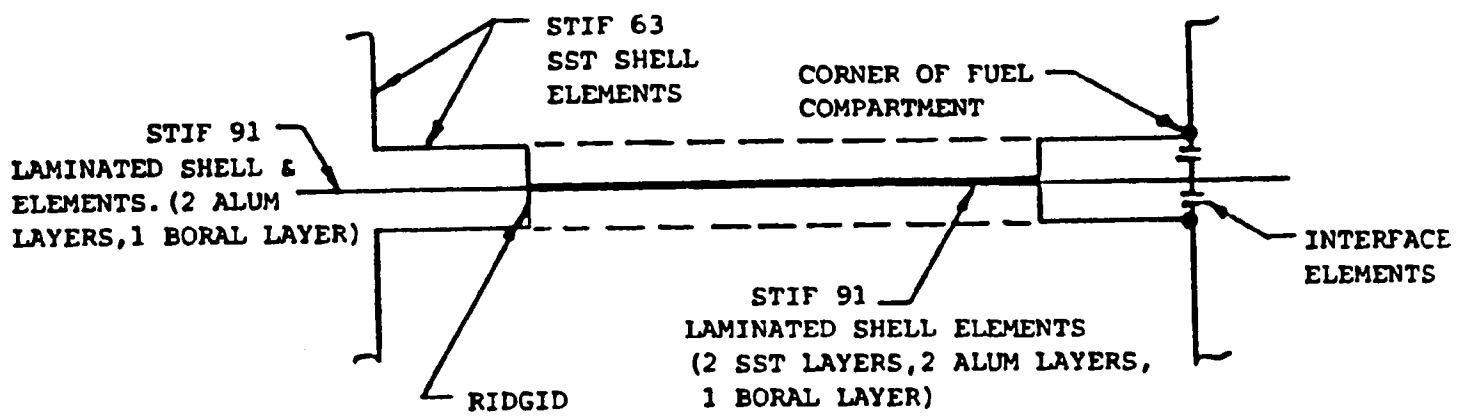 STIF 63
SST SHELL
ELEMENTS
CORNER OF FUEL
COMPARTMENT
STIF 91
LAMINATED SHELL &
ELEMENTS. (2 ALUM
LAYERS,1 BORAL LAYER)
INTERFACE
ELEMENTS
STIF 91
LAMINATED SHELL ELEMENTS
(2 SST LAYERS,2 ALUM LAYERS,
1 BORAL LAYER)
RIDGID